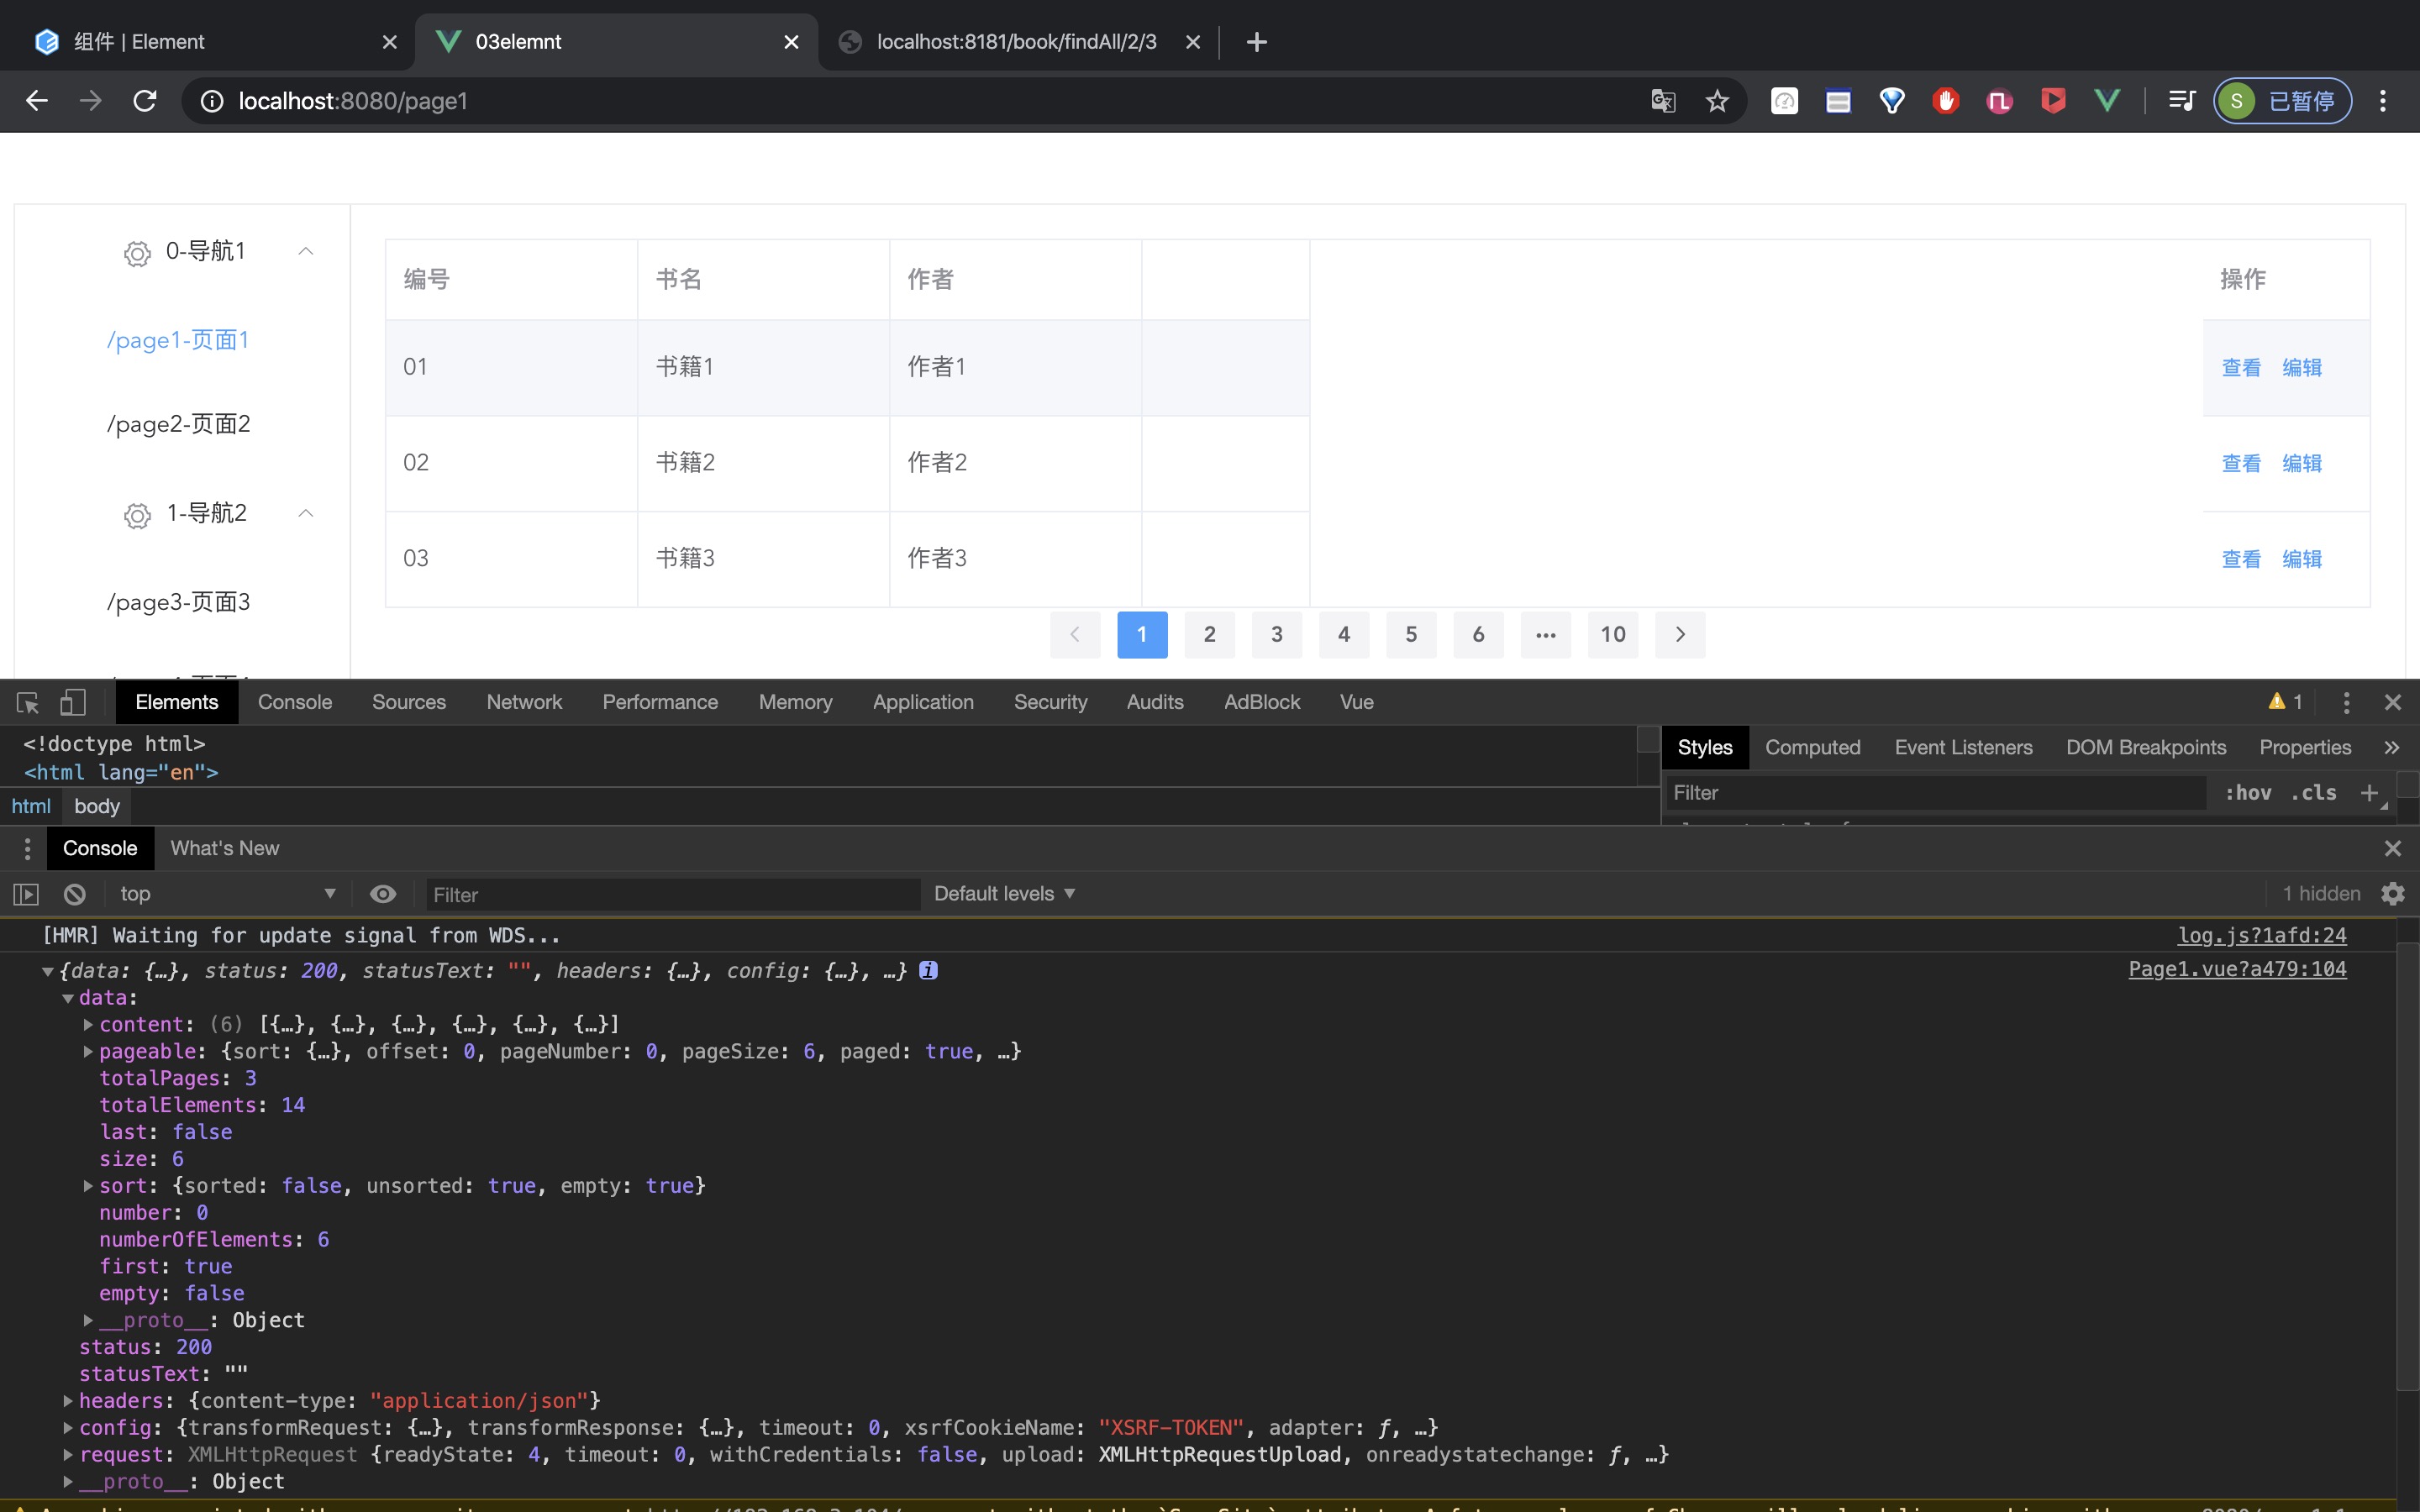 组件 | Element
03elemnt
localhost:8181/book/findAll/2/3
localhost:8080/page1
S 已暂停
0-导航1
/page1-页面1
/page2-页面2
1-导航2
/page3-页面3
编号 书名 作者 操作
01 书籍1 作者1 查看 编辑
02 书籍2 作者2 查看 编辑
03 书籍3 作者3 查看 编辑
1 2 3 4 5 6 ••• 10
Elements Console Sources Network Performance Memory Application Security Audits AdBlock Vue 1
<!doctype html>
<html lang="en">
html body
Styles Computed Event Listeners DOM Breakpoints Properties »
Filter :hov .cls +
Console What's New
top Filter Default levels 1 hidden
[HMR] Waiting for update signal from WDS... log.js?1afd:24
{data: {…}, status: 200, statusText: "", headers: {…}, config: {…}, …} Page1.vue?a479:104
data:
content: (6) [{…}, {…}, {…}, {…}, {…}, {…}]
pageable: {sort: {…}, offset: 0, pageNumber: 0, pageSize: 6, paged: true, …}
totalPages: 3
totalElements: 14
last: false
size: 6
sort: {sorted: false, unsorted: true, empty: true}
number: 0
numberOfElements: 6
first: true
empty: false
__proto__: Object
status: 200
statusText: ""
headers: {content-type: "application/json"}
config: {transformRequest: {…}, transformResponse: {…}, timeout: 0, xsrfCookieName: "XSRF-TOKEN", adapter: ƒ, …}
request: XMLHttpRequest {readyState: 4, timeout: 0, withCredentials: false, upload: XMLHttpRequestUpload, onreadystatechange: ƒ, …}
__proto__: Object